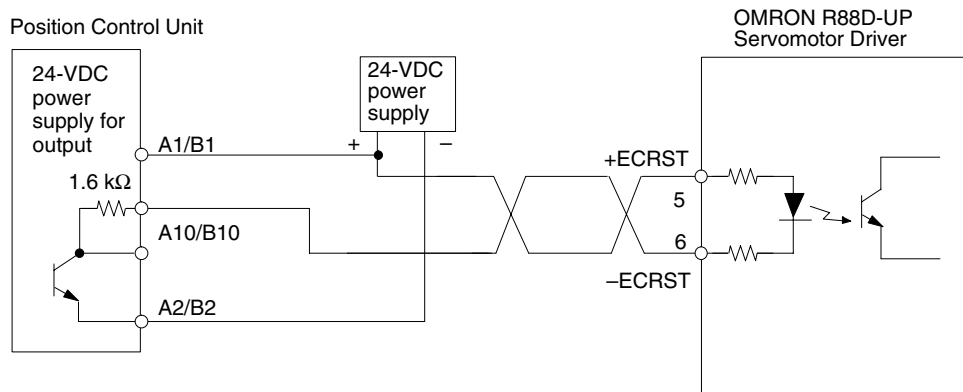 Position Control Unit
OMRON R88D-UP
Servomotor Driver
24-VDC
power
supply for
output
24-VDC
power
supply
A1/B1
+
–
+ECRST
1.6 kΩ
5
A10/B10
6
–ECRST
A2/B2